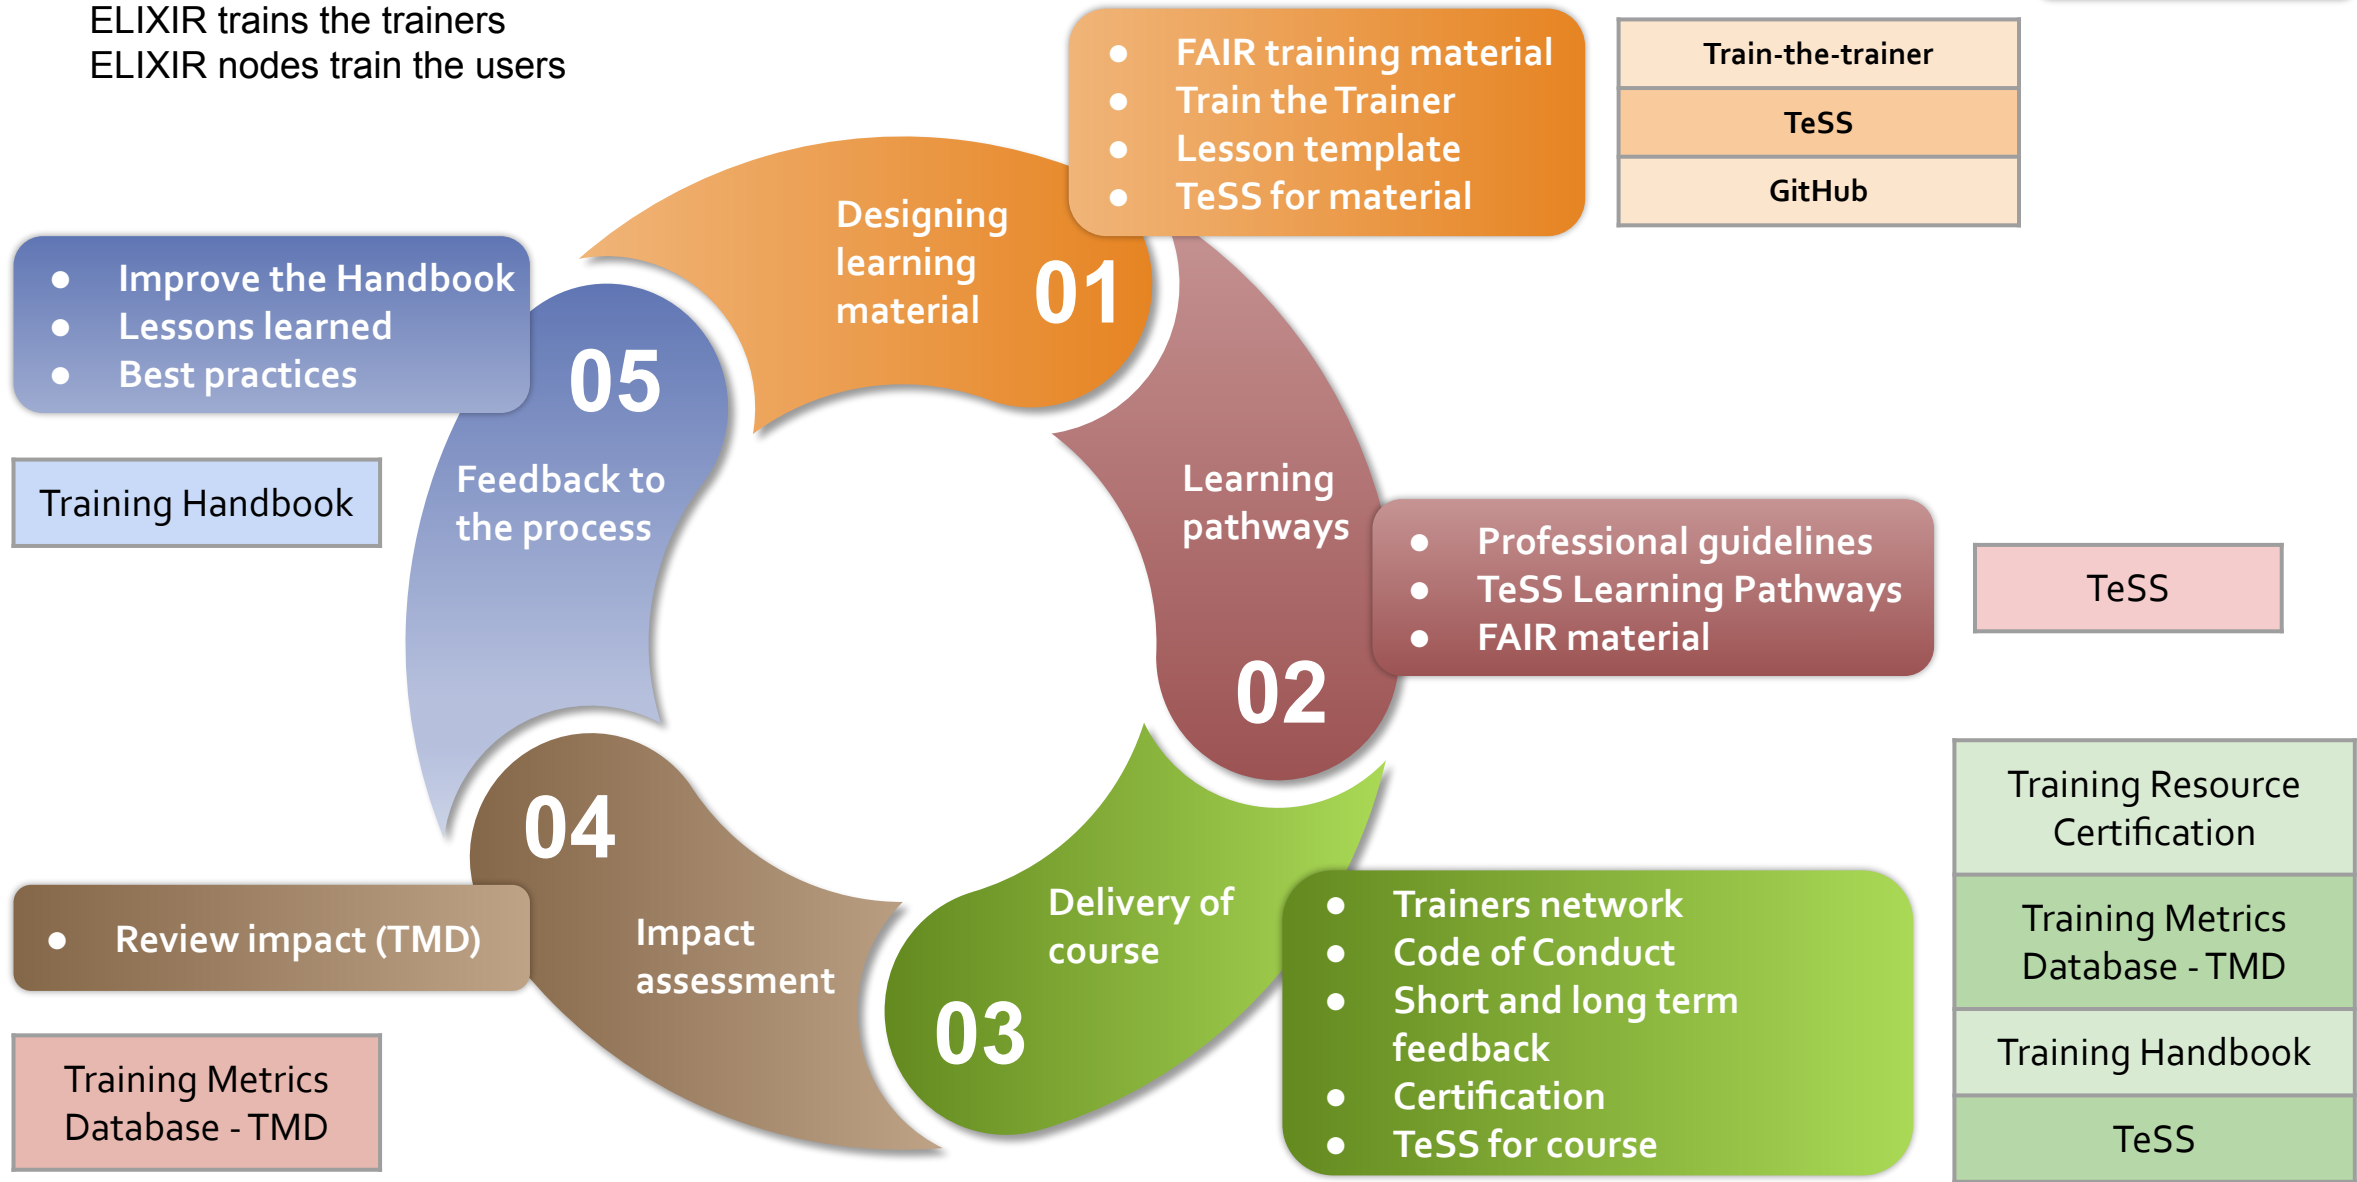 ELIXIR trains the trainers
ELIXIR nodes train the users
● FAIR training material
● Train the Trainer
● Lesson template
● TeSS for material
Train-the-trainer
TeSS
GitHub
Designing
learning
material
01
● Improve the Handbook
● Lessons learned
● Best practices
05
Feedback to
the process
Training Handbook
Learning
pathways
02
● Professional guidelines
● TeSS Learning Pathways
● FAIR material
TeSS
04
Impact
assessment
● Review impact (TMD)
Training Metrics
Database - TMD
Delivery of
course
03
● Trainers network
● Code of Conduct
● Short and long term
feedback
● Certification
● TeSS for course
Training Resource
Certification
Training Metrics
Database - TMD
Training Handbook
TeSS